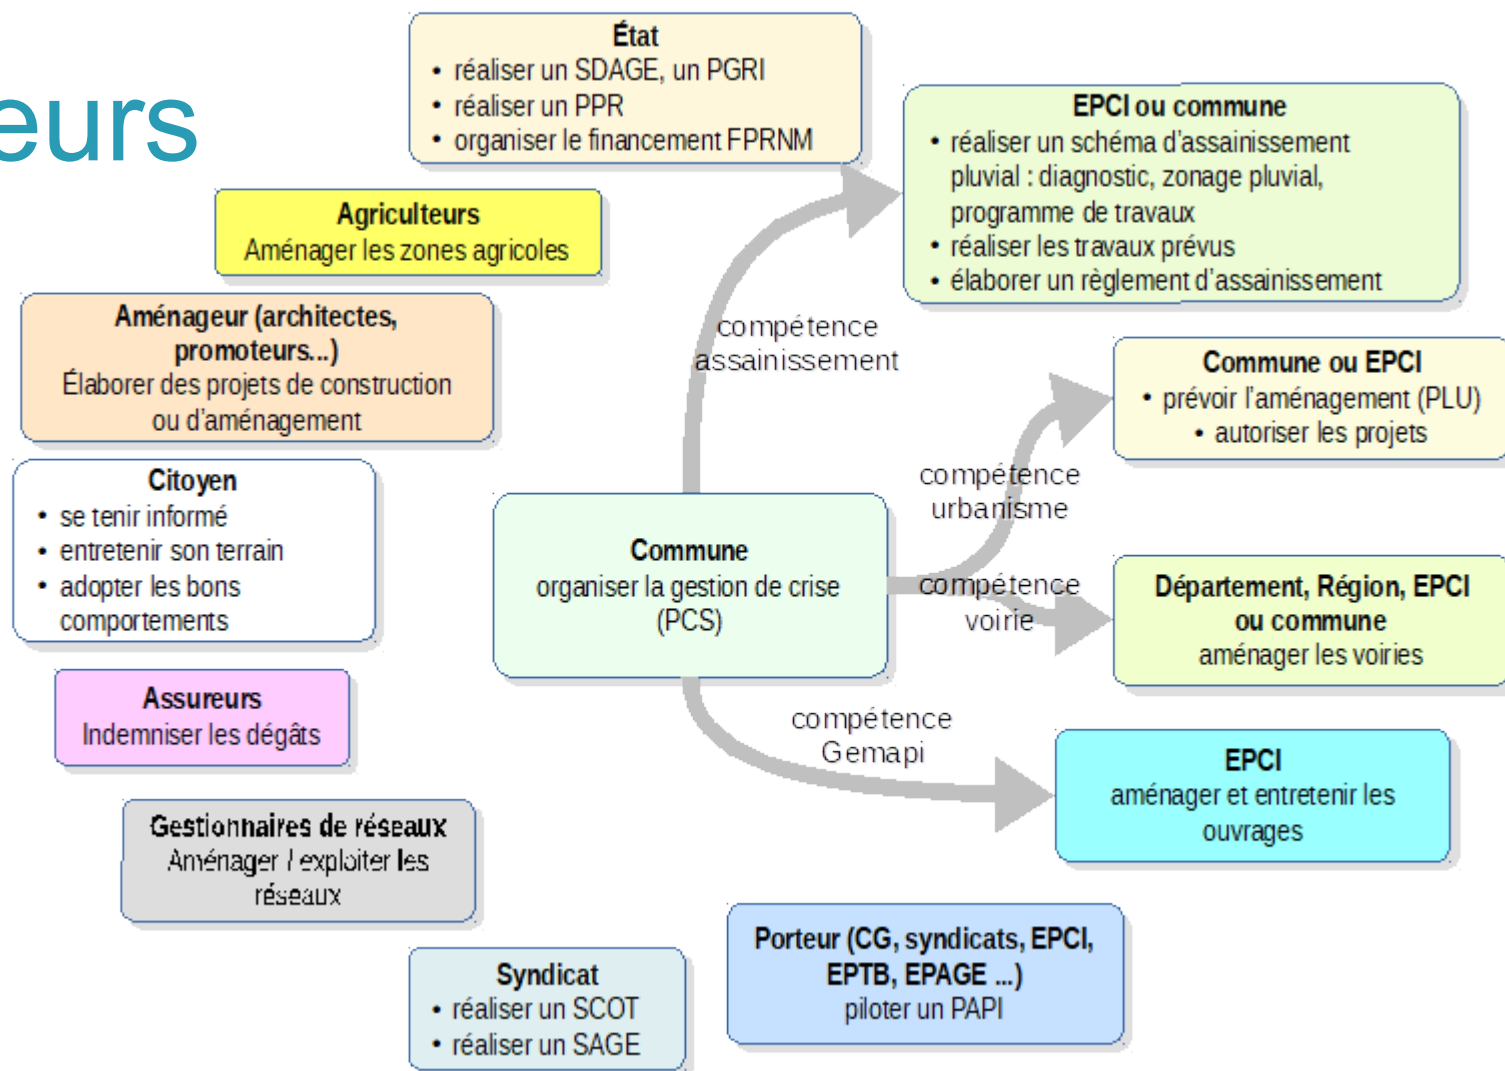 eurs
État
• réaliser un SDAGE, un PGRI
• réaliser un PPR
• organiser le financement FPRNM
EPCI ou commune
• réaliser un schéma d'assainissement
pluvial : diagnostic, zonage pluvial,
programme de travaux
• réaliser les travaux prévus
• élaborer un règlement d'assainissement
Agriculteurs
Aménager les zones agricoles
Aménageur (architectes,
promoteurs...)
Élaborer des projets de construction
ou d'aménagement
compétence
assainissement
Commune ou EPCI
• prévoir l'aménagement (PLU)
• autoriser les projets
Citoyen
• se tenir informé
• entretenir son terrain
• adopter les bons
comportements
compétence
urbanisme
Commune
organiser la gestion de crise
(PCS)
compétence
voirie
Département, Région, EPCI
ou commune
aménager les voiries
Assureurs
Indemniser les dégâts
compétence
Gemapi
EPCI
aménager et entretenir les
ouvrages
Gestionnaires de réseaux
Aménager / exploiter les
réseaux
Porteur (CG, syndicats, EPCI,
EPTB, EPAGE ...)
piloter un PAPI
Syndicat
• réaliser un SCOT
• réaliser un SAGE